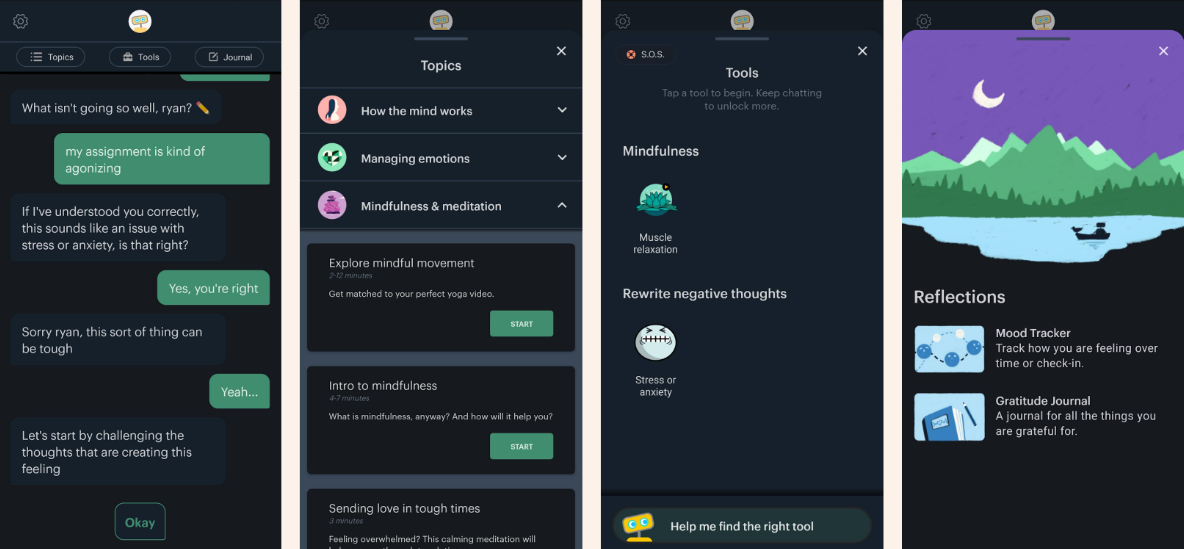 Topics
Tools
Journal
What isn't going so well, ryan? ✏️
my assignment is kind of
agonizing
If I've understood you correctly,
this sounds like an issue with
stress or anxiety, is that right?
Yes, you're right
Sorry ryan, this sort of thing can
be tough
Yeah...
Let's start by challenging the
thoughts that are creating this
feeling
Okay
Topics
How the mind works
Managing emotions
Mindfulness & meditation
Explore mindful movement
2-12 minutes
Get matched to your perfect yoga video.
START
Intro to mindfulness
4-7 minutes
What is mindfulness, anyway? And how will it help you?
START
Sending love in tough times
3 minutes
Feeling overwhelmed? This calming meditation will
S.O.S.
Tools
Tap a tool to begin. Keep chatting
to unlock more.
Mindfulness
Muscle
relaxation
Rewrite negative thoughts
Stress or
anxiety
Help me find the right tool
Reflections
Mood Tracker
Track how you are feeling over
time or check-in.
Gratitude Journal
A journal for all the things you
are grateful for.